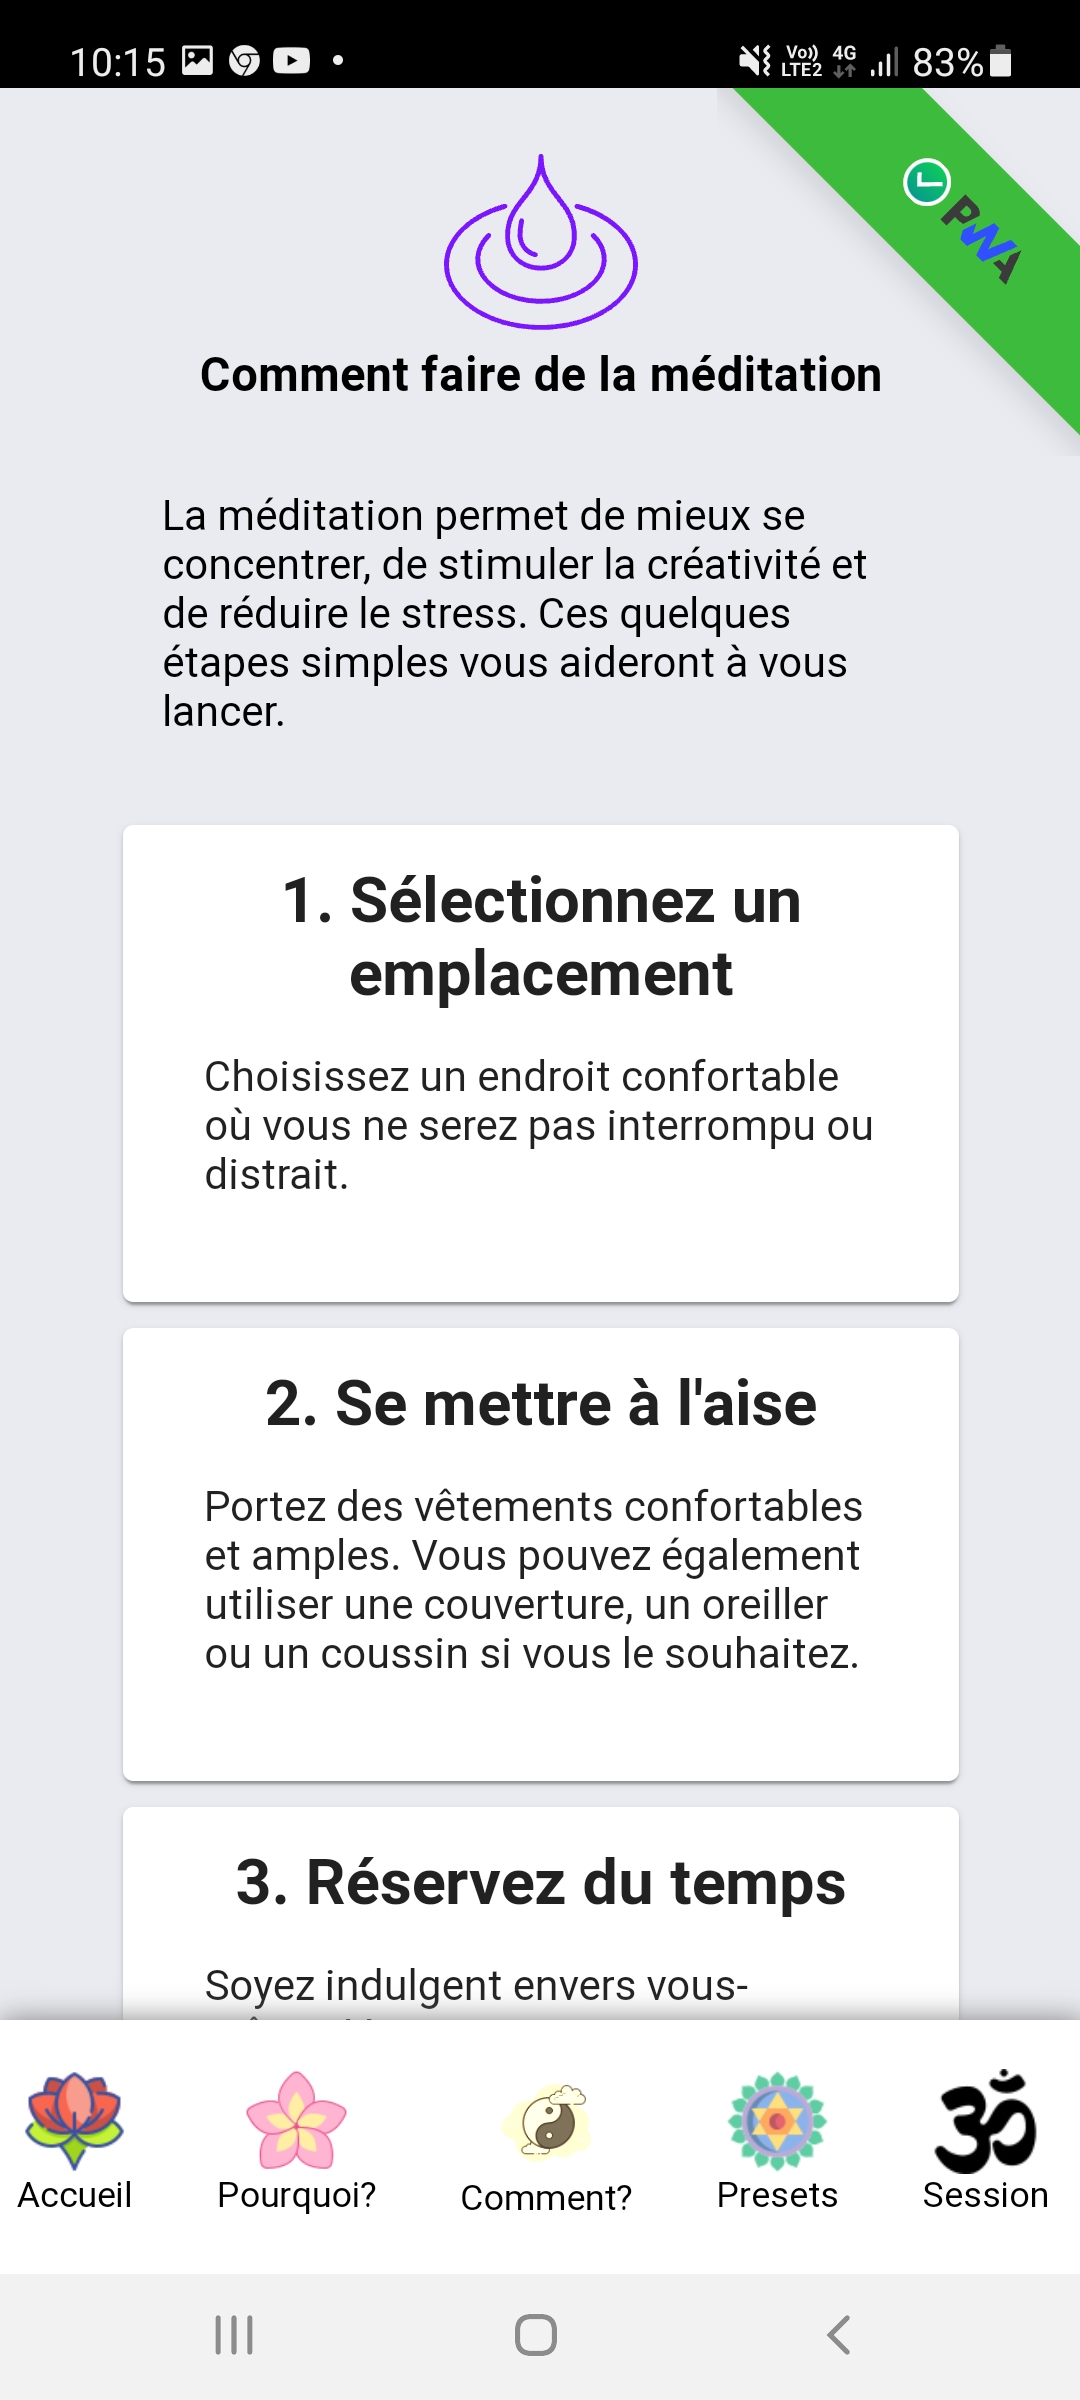 10:15
Vo)) LTE2 4G 83%
PWA
Comment faire de la méditation
La méditation permet de mieux se
concentrer, de stimuler la créativité et
de réduire le stress. Ces quelques
étapes simples vous aideront à vous
lancer.
1. Sélectionnez un
emplacement
Choisissez un endroit confortable
où vous ne serez pas interrompu ou
distrait.
2. Se mettre à l'aise
Portez des vêtements confortables
et amples. Vous pouvez également
utiliser une couverture, un oreiller
ou un coussin si vous le souhaitez.
3. Réservez du temps
Soyez indulgent envers vous-
Accueil Pourquoi? Comment? Presets Session